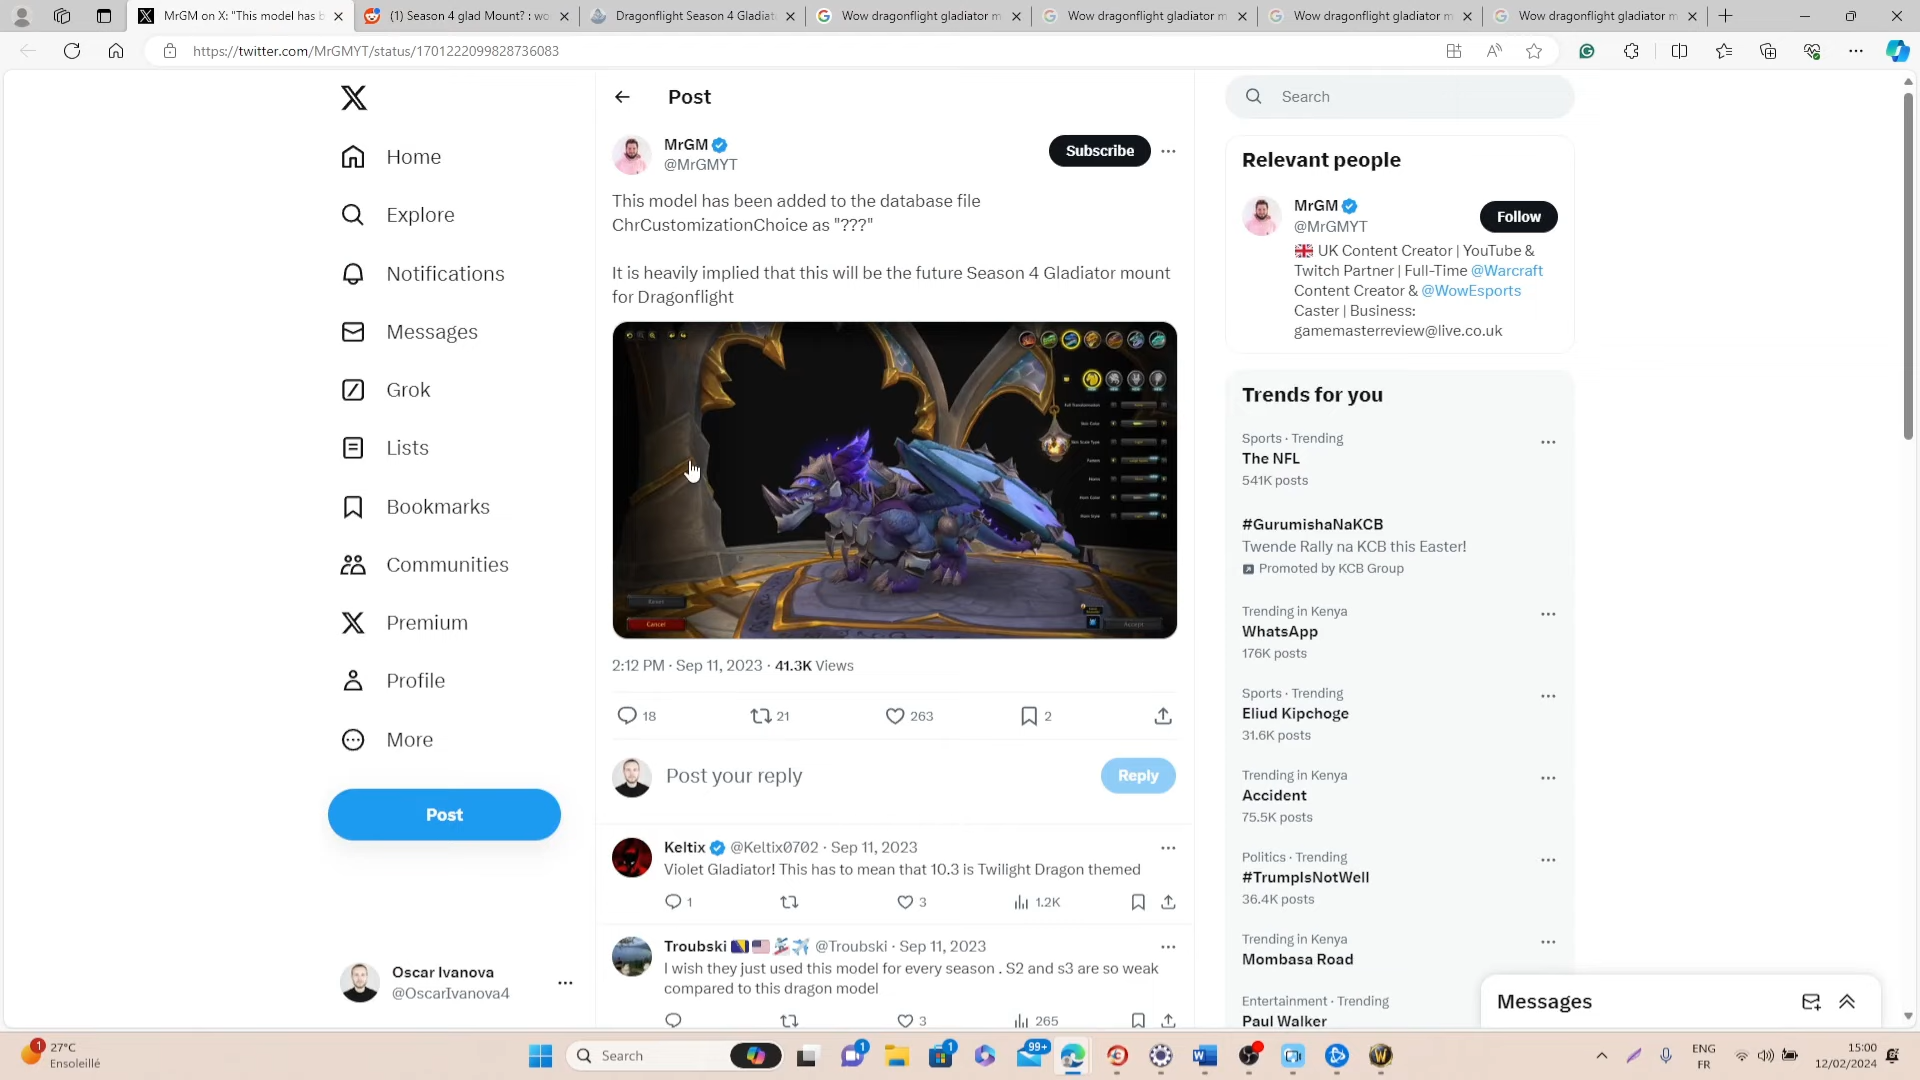 MrGM on X: "This model has b
(1) Season 4 glad Mount? : wo
Dragonflight Season 4 Gladiat
Wow dragonflight gladiator m
Wow dragonflight gladiator m
Wow dragonflight gladiator m
Wow dragonflight gladiator m
https://twitter.com/MrGMYT/status/1701222099828736083
Home
Explore
Notifications
Messages
Grok
Lists
Bookmarks
Communities
Premium
Profile
More
Post
Oscar Ivanova
@OscarIvanova4
Post
MrGM
@MrGMYT
Subscribe
This model has been added to the database file
ChrCustomizationChoice as "???"
It is heavily implied that this will be the future Season 4 Gladiator mount
for Dragonflight
Cancel
Accept
2:12 PM · Sep 11, 2023 · 41.3K Views
18
21
263
2
Post your reply
Reply
Keltix @Keltix0702 · Sep 11, 2023
Violet Gladiator! This has to mean that 10.3 is Twilight Dragon themed
1
3
1.2K
Troubski @Troubski · Sep 11, 2023
I wish they just used this model for every season . S2 and s3 are so weak
compared to this dragon model
3
265
Search
Relevant people
MrGM
@MrGMYT
Follow
UK Content Creator | YouTube &
Twitch Partner | Full-Time @Warcraft
Content Creator & @WowEsports
Caster | Business:
gamemasterreview@live.co.uk
Trends for you
Sports · Trending
The NFL
541K posts
#GurumishaNaKCB
Twende Rally na KCB this Easter!
Promoted by KCB Group
Trending in Kenya
WhatsApp
176K posts
Sports · Trending
Eliud Kipchoge
31.6K posts
Trending in Kenya
Accident
75.5K posts
Politics · Trending
#TrumpIsNotWell
36.4K posts
Trending in Kenya
Mombasa Road
Entertainment · Trending
Paul Walker
Messages
1
27°C
Ensoleillé
Search
1
1
99+
ENG
FR
15:00
12/02/2024